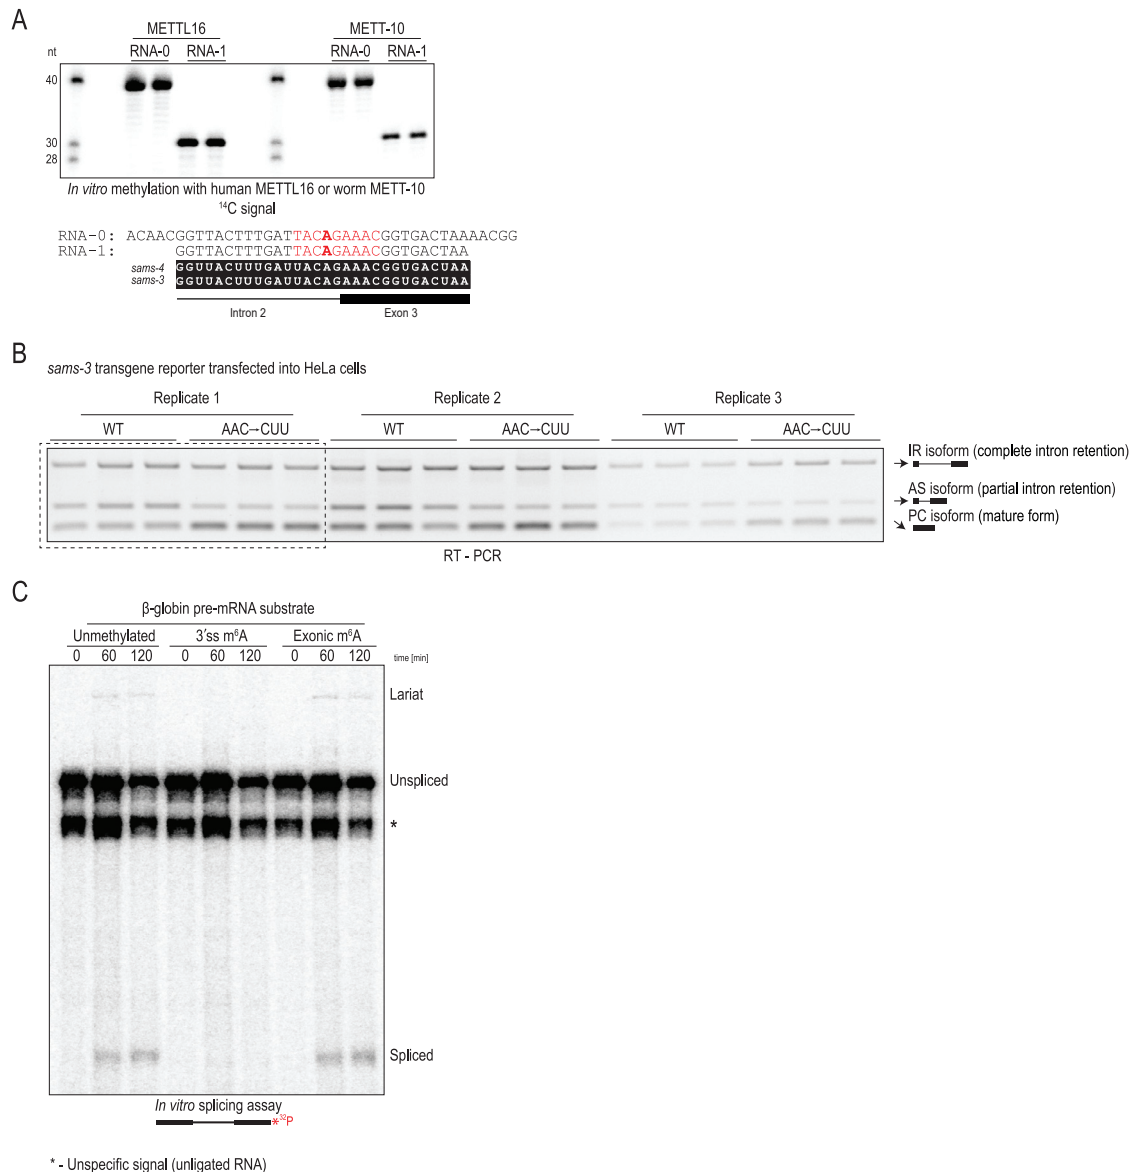 A
METTL16 METT-10
nt RNA-0 RNA-1 RNA-0 RNA-1
40
30
28
In vitro methylation with human METTL16 or worm METT-10
¹⁴C signal
RNA-0: ACAACGGTTACTTTGATTACAGAAACGGTGACTAAAACGG
RNA-1: GGTTACTTTGATTACAGAAACGGTGACTAA
sams-4 GGUUACUUUGAUUACAGAAACGGUGACUAA
sams-3 GGUUACUUUGAUUACAGAAACGGUGACUAA
Intron 2 Exon 3
B
sams-3 transgene reporter transfected into HeLa cells
Replicate 1 Replicate 2 Replicate 3
WT AAC→CUU WT AAC→CUU WT AAC→CUU
IR isoform (complete intron retention)
AS isoform (partial intron retention)
PC isoform (mature form)
RT - PCR
C
β-globin pre-mRNA substrate
Unmethylated 3′ss m⁶A Exonic m⁶A
0 60 120 0 60 120 0 60 120 time [min]
Lariat
Unspliced
*
Spliced
In vitro splicing assay
*³²P
* - Unspecific signal (unligated RNA)